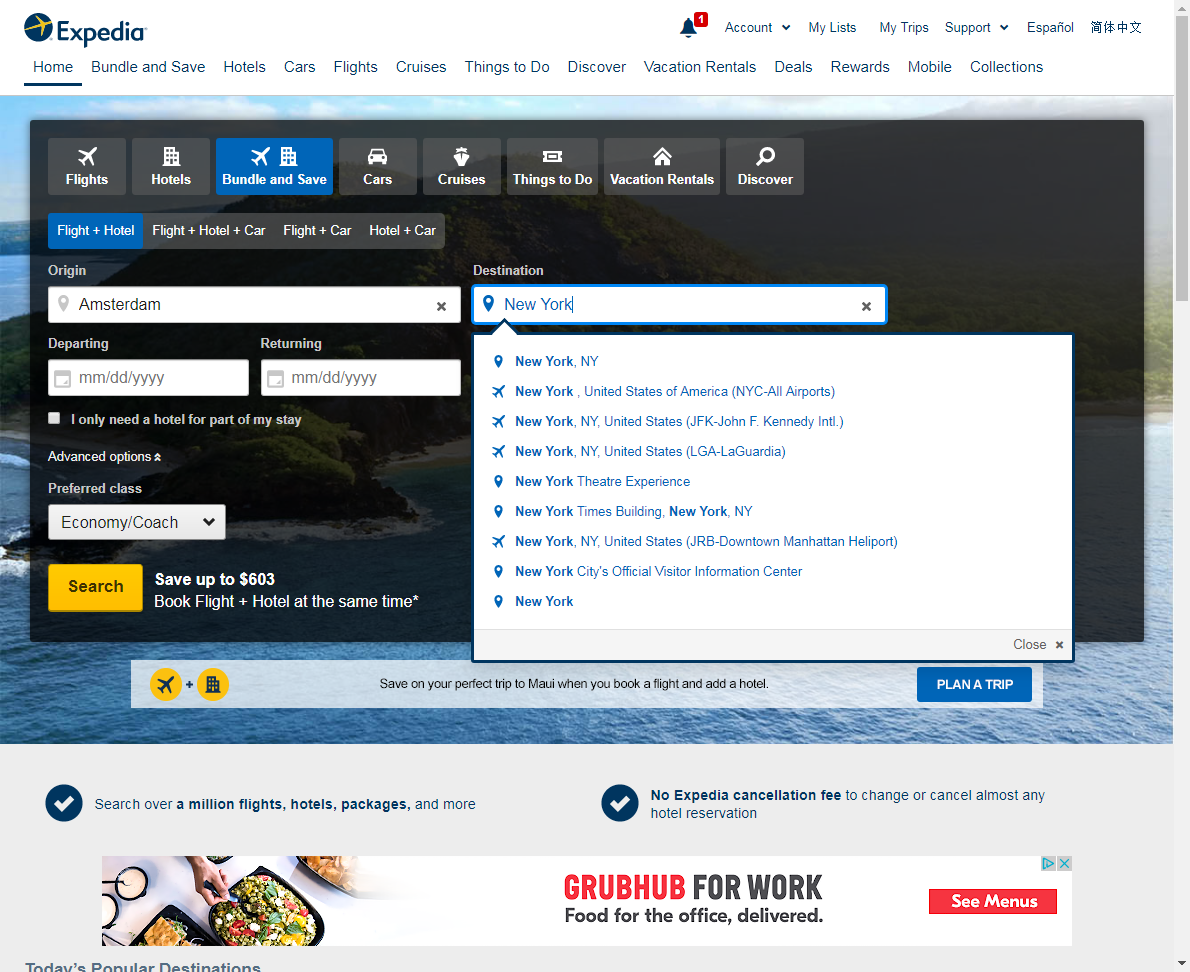 Expedia
1
Account
My Lists
My Trips
Support
Español
简体中文
Home
Bundle and Save
Hotels
Cars
Flights
Cruises
Things to Do
Discover
Vacation Rentals
Deals
Rewards
Mobile
Collections
Flights
Hotels
Bundle and Save
Cars
Cruises
Things to Do
Vacation Rentals
Discover
Flight + Hotel
Flight + Hotel + Car
Flight + Car
Hotel + Car
Origin
Amsterdam
Destination
New York
Departing
mm/dd/yyyy
Returning
mm/dd/yyyy
I only need a hotel for part of my stay
Advanced options
Preferred class
Economy/Coach
Search
Save up to $603
Book Flight + Hotel at the same time*
New York, NY
New York , United States of America (NYC-All Airports)
New York, NY, United States (JFK-John F. Kennedy Intl.)
New York, NY, United States (LGA-LaGuardia)
New York Theatre Experience
New York Times Building, New York, NY
New York, NY, United States (JRB-Downtown Manhattan Heliport)
New York City's Official Visitor Information Center
New York
Close
+
Save on your perfect trip to Maui when you book a flight and add a hotel.
PLAN A TRIP
Search over a million flights, hotels, packages, and more
No Expedia cancellation fee to change or cancel almost any
hotel reservation
GRUBHUB FOR WORK
Food for the office, delivered.
See Menus
Today's Popular Destinations